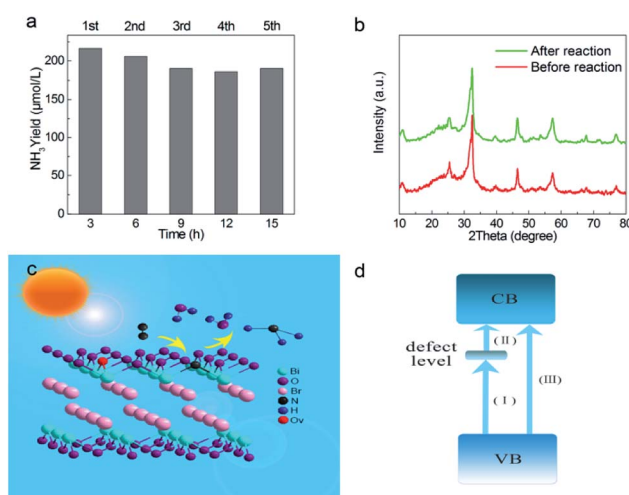 a
1st 2nd 3rd 4th 5th
NH3 Yield (μmol/L)
200
150
100
50
0
3 6 9 12 15
Time (h)
b
After reaction
Before reaction
Intensity (a.u.)
10 20 30 40 50 60 70 80
2Theta (degree)
c
Bi
O
Br
N
H
Ov
d
CB
(II)
defect
level
(III)
(I)
VB